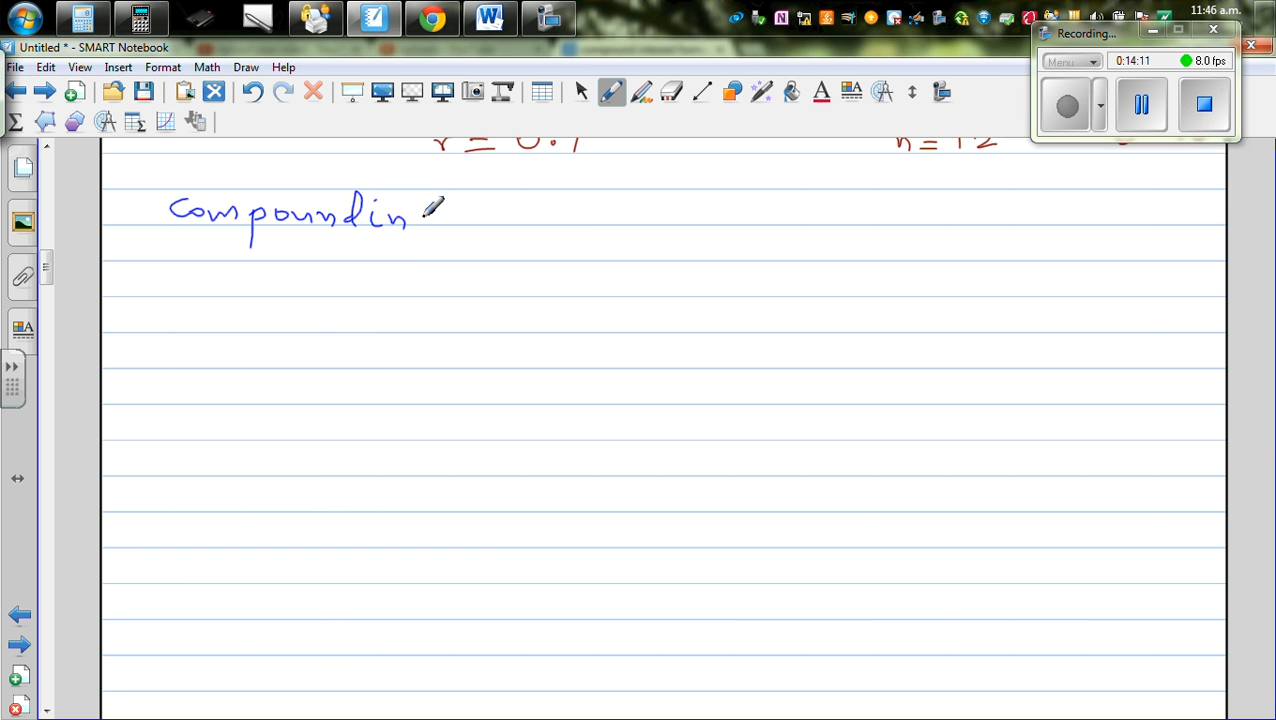 11:46 a.m.
Untitled * - SMART Notebook
Recording...
File Edit View Insert Format Math Draw Help
Menu 0:14:11 8.0 fps
n = 12
Compoundin